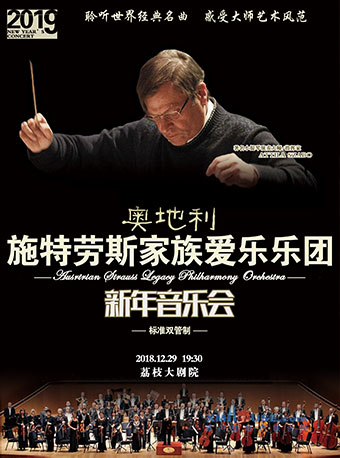 2019
NEW YEAR'S
CONCERT
聆听世界经典名曲 感受大师艺术风范
ATTILA SZABO
奥地利
施特劳斯家族爱乐乐团
Ausrtrian Strauss Legacy Philharmony Orchestra
新年音乐会
标准双管制
2018.12.29 19:30
荔枝大剧院